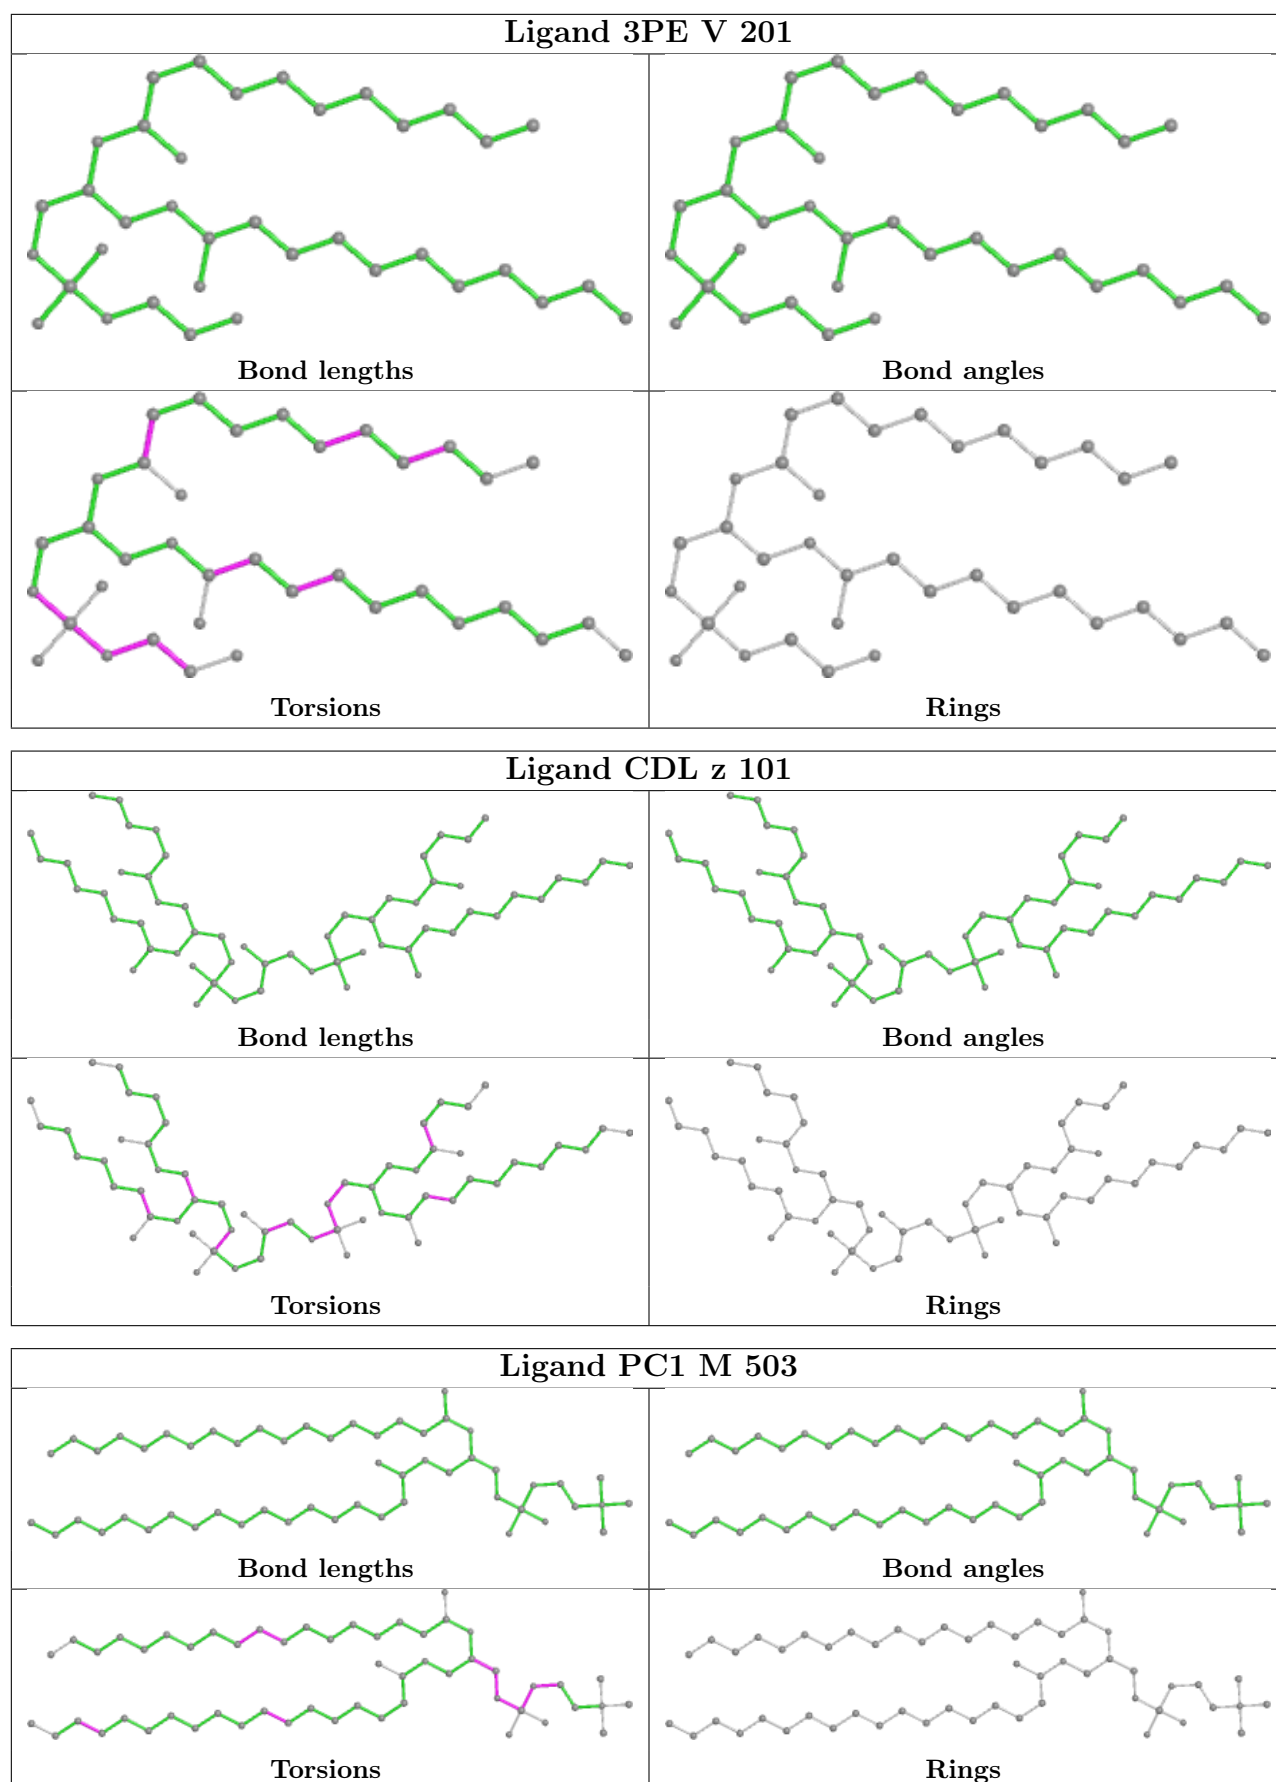 Ligand 3PE V 201
Bond lengths
Bond angles
Torsions
Rings
Ligand CDL z 101
Bond lengths
Bond angles
Torsions
Rings
Ligand PC1 M 503
Bond lengths
Bond angles
Torsions
Rings